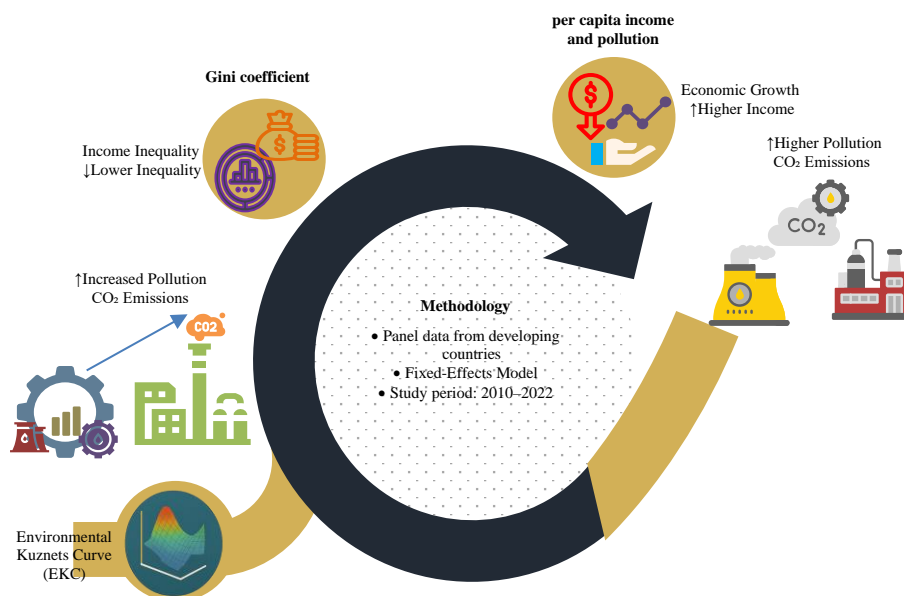 per capita income
and pollution
Gini coefficient
Economic Growth
↑Higher Income
Income Inequality
↓Lower Inequality
↑Higher Pollution
CO₂ Emissions
CO2
↑Increased Pollution
CO₂ Emissions
CO2
Methodology
• Panel data from developing
countries
• Fixed-Effects Model
• Study period: 2010–2022
Environmental
Kuznets Curve
(EKC)
$
$